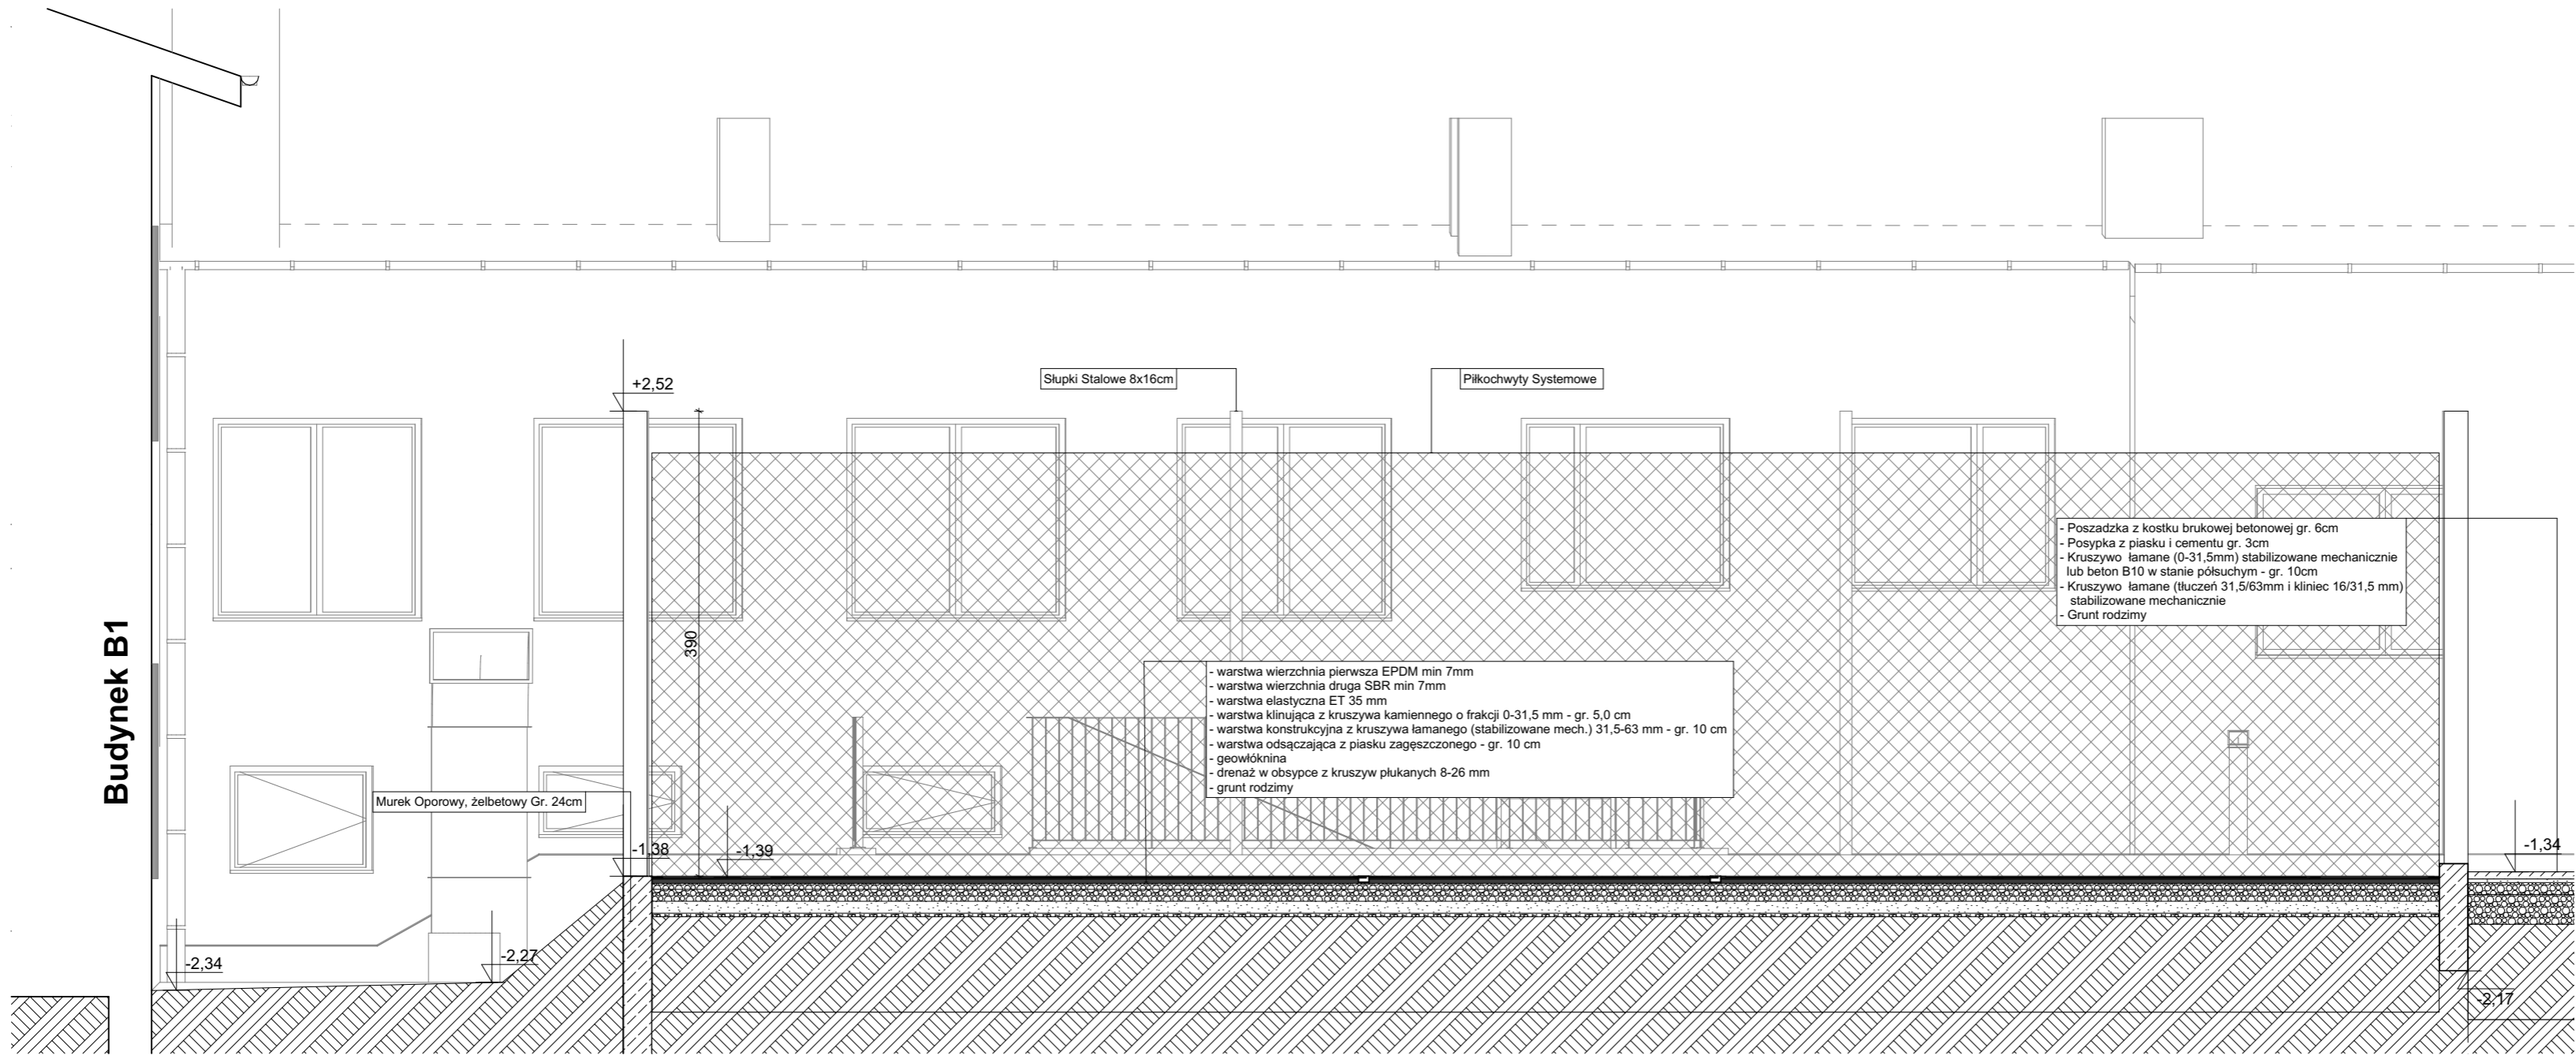 +2,52
Słupki Stalowe 8x16cm
Piłkochwyty Systemowe
- Poszadzka z kostku brukowej betonowej gr. 6cm
- Posypka z piasku i cementu gr. 3cm
- Kruszywo łamane (0-31,5mm) stabilizowane mechanicznie
lub beton B10 w stanie półsuchym - gr. 10cm
- Kruszywo łamane (tłuczeń 31,5/63mm i kliniec 16/31,5 mm)
stabilizowane mechanicznie
- Grunt rodzimy
390
Budynek B1
- warstwa wierzchnia pierwsza EPDM min 7mm
- warstwa wierzchnia druga SBR min 7mm
- warstwa elastyczna ET 35 mm
- warstwa klinująca z kruszywa kamiennego o frakcji 0-31,5 mm - gr. 5,0 cm
- warstwa konstrukcyjna z kruszywa łamanego (stabilizowane mech.) 31,5-63 mm - gr. 10 cm
- warstwa odsączająca z piasku zagęszczonego - gr. 10 cm
- geowłóknina
- drenaż w obsypce z kruszyw płukanych 8-26 mm
- grunt rodzimy
Murek Oporowy, żelbetowy Gr. 24cm
-1,38
-1,39
-1,34
-2,34
-2,27
-2,17